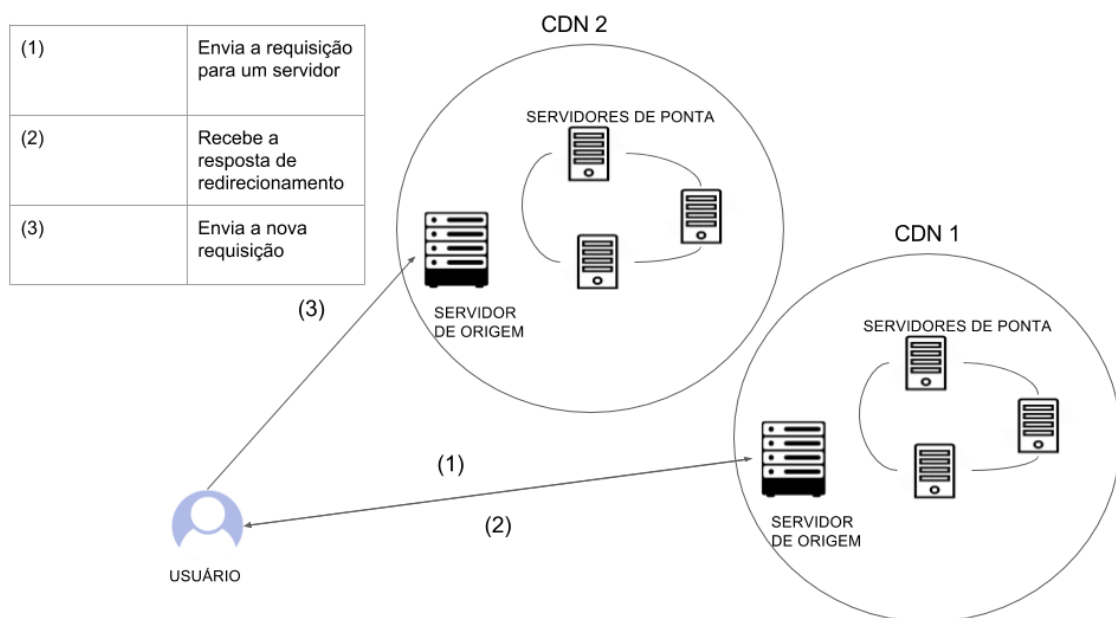 (1)
Envia a requisição
para um servidor
(2)
Recebe a
resposta de
redirecionamento
(3)
Envia a nova
requisição
CDN 2
SERVIDORES DE PONTA
SERVIDOR
DE ORIGEM
CDN 1
SERVIDORES DE PONTA
SERVIDOR
DE ORIGEM
(3)
(1)
(2)
USUÁRIO